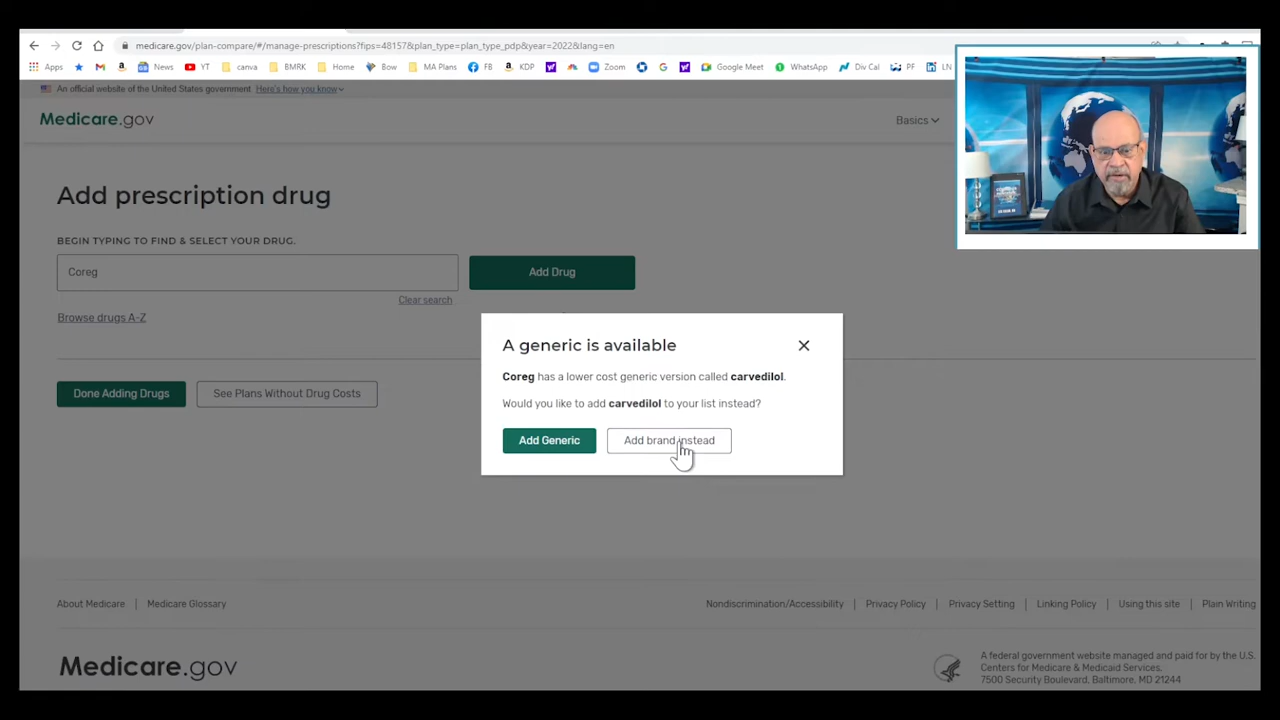 medicare.gov/plan-compare/#/manage-prescriptions?fips=48157&plan_type=plan_type_pdp&year=2022&lang=en
Apps News YT canva BMRK Home Bow MA Plans FB KDP Zoom Google Meet WhatsApp Div Cal PF LN
An official website of the United States government Here's how you know
Medicare.gov
Basics
Add prescription drug
BEGIN TYPING TO FIND & SELECT YOUR DRUG.
Coreg
Add Drug
Clear search
Browse drugs A-Z
A generic is available
Coreg has a lower cost generic version called carvedilol.
Would you like to add carvedilol to your list instead?
Add Generic
Add brand instead
Done Adding Drugs
See Plans Without Drug Costs
About Medicare
Medicare Glossary
Nondiscrimination/Accessibility
Privacy Policy
Privacy Setting
Linking Policy
Using this site
Plain Writing
Medicare.gov
A federal government website managed and paid for by the U.S.
Centers for Medicare & Medicaid Services.
7500 Security Boulevard, Baltimore, MD 21244